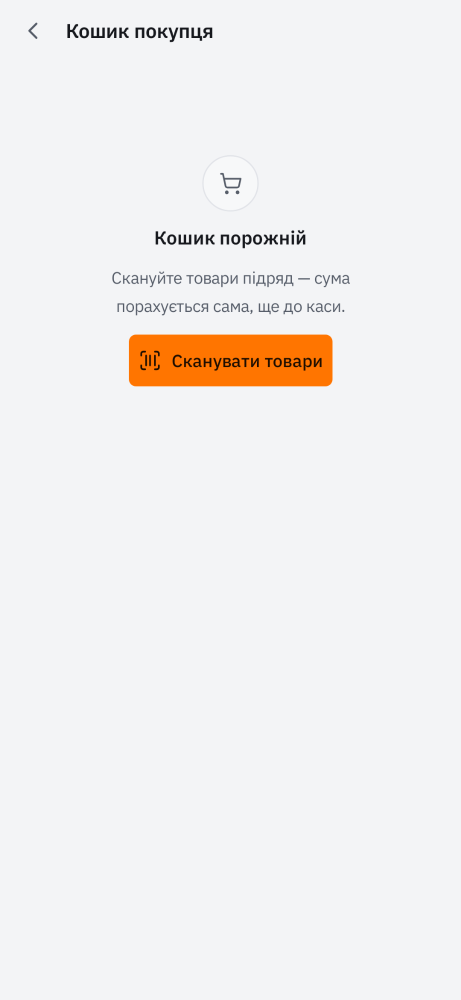 Кошик покупця
Кошик порожній
Скануйте товари підряд — сума
порахується сама, ще до каси.
Сканувати товари